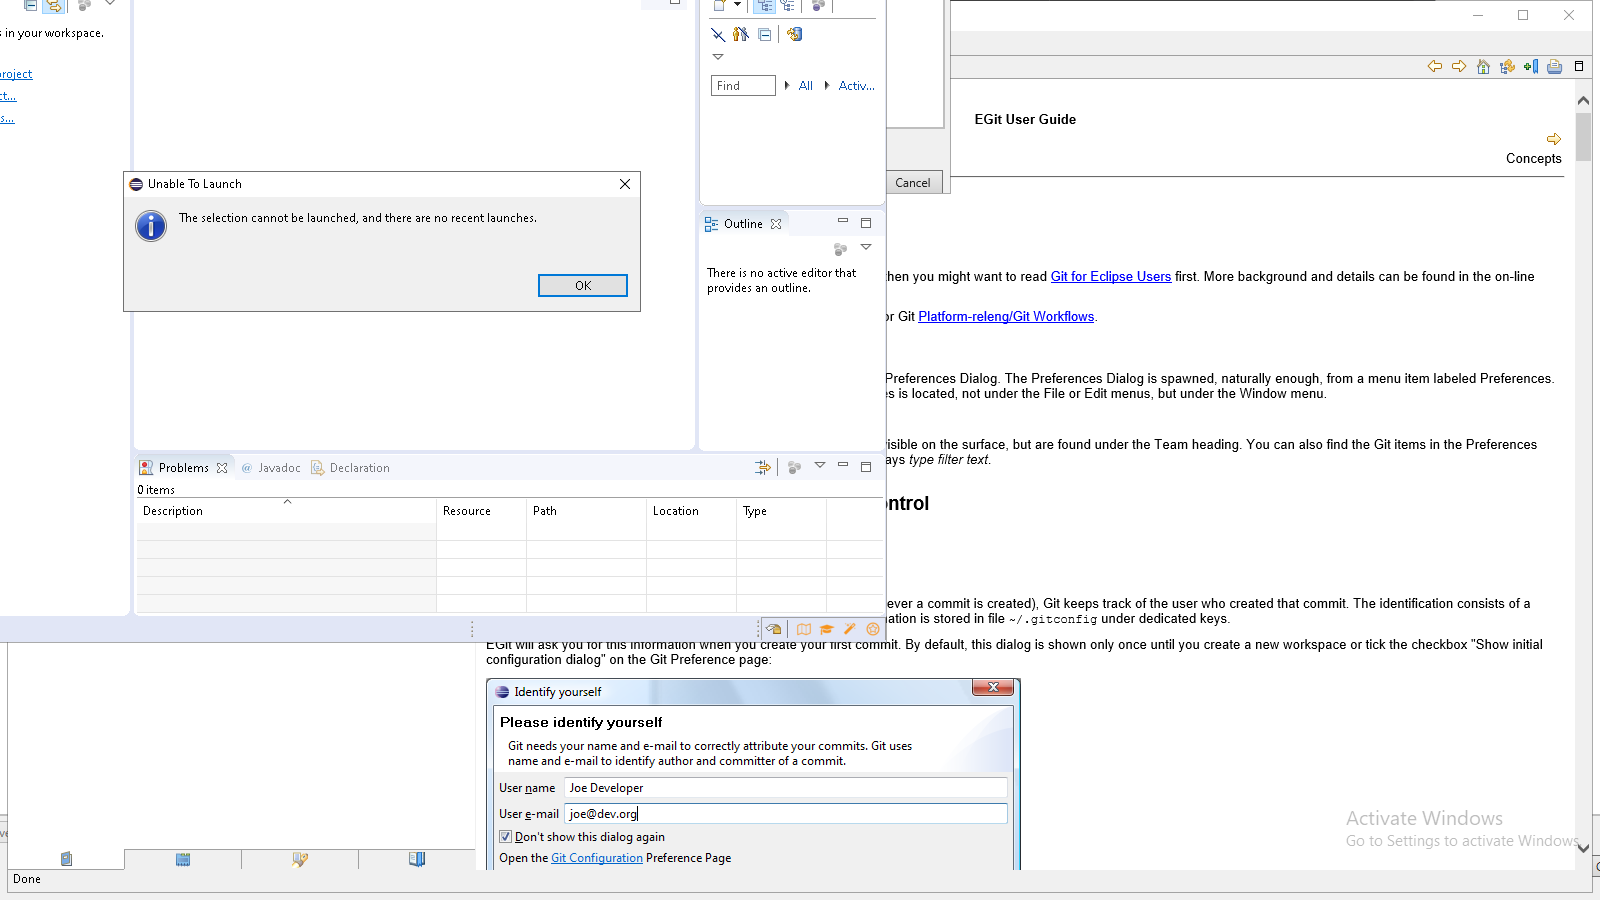 s in your workspace.
project
ct...
s...
Find
All
Activ...
Cancel
EGit User Guide
Concepts
Unable To Launch
The selection cannot be launched, and there are no recent launches.
OK
Outline
There is no active editor that
provides an outline.
then you might want to read Git for Eclipse Users first. More background and details can be found in the on-line
or Git Platform-releng/Git Workflows.
Preferences Dialog. The Preferences Dialog is spawned, naturally enough, from a menu item labeled Preferences.
es is located, not under the File or Edit menus, but under the Window menu.
visible on the surface, but are found under the Team heading. You can also find the Git items in the Preferences
ays type filter text.
Problems
@ Javadoc
Declaration
0 items
Description
Resource
Path
Location
Type
ontrol
ever a commit is created), Git keeps track of the user who created that commit. The identification consists of a
ation is stored in file ~/.gitconfig under dedicated keys.
EGit will ask you for this information when you create your first commit. By default, this dialog is shown only once until you create a new workspace or tick the checkbox "Show initial
configuration dialog" on the Git Preference page:
Identify yourself
Please identify yourself
Git needs your name and e-mail to correctly attribute your commits. Git uses
name and e-mail to identify author and committer of a commit.
User name
Joe Developer
User e-mail
joe@dev.org
Don't show this dialog again
Open the Git Configuration Preference Page
Activate Windows
Go to Settings to activate Windows.
Done